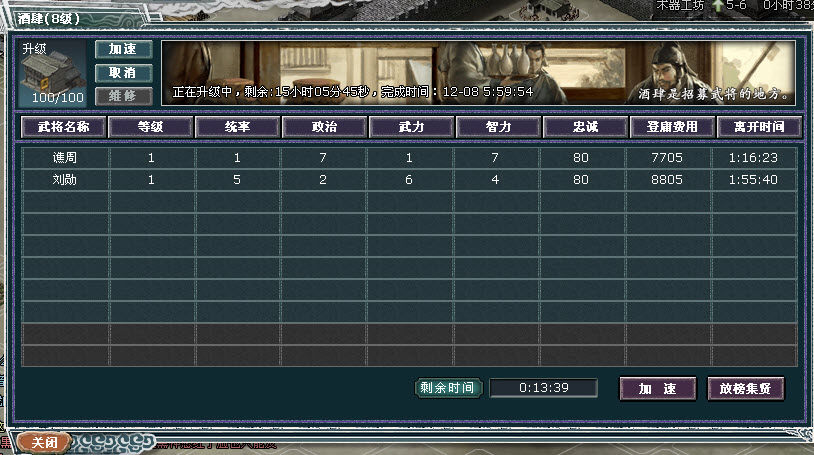 木器工坊 5-6 0小时38分
酒肆(8级)
升级
100/100
加速
取消
维修
正在升级中，剩余:15小时05分45秒，完成时间：12-08 5:59:54
酒肆是招募武将的地方。
武将名称 等级 统率 政治 武力 智力 忠诚 登庸费用 离开时间
谯周 1 1 7 1 7 80 7705 1:16:23
刘勋 1 5 2 6 4 80 8805 1:55:40
剩余时间 0:13:39 加 速 放榜集贤
关闭